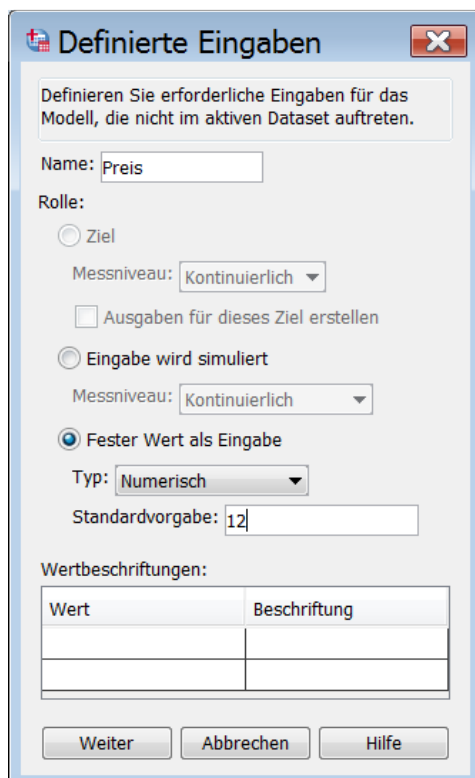 Definierte Eingaben
Definieren Sie erforderliche Eingaben für das
Modell, die nicht im aktiven Dataset auftreten.
Name: Preis
Rolle:
Ziel
Messniveau: Kontinuierlich
Ausgaben für dieses Ziel erstellen
Eingabe wird simuliert
Messniveau: Kontinuierlich
Fester Wert als Eingabe
Typ: Numerisch
Standardvorgabe: 12
Wertbeschriftungen:
Wert Beschriftung
Weiter Abbrechen Hilfe